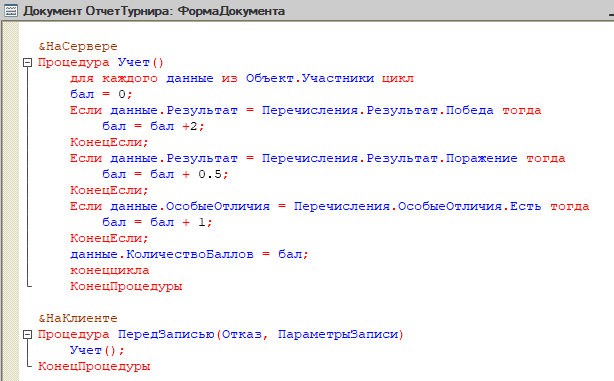 Документ ОтчетТурнира: ФормаДокумента
&НаСервере
Процедура Учет()
для каждого данные из Объект.Участники цикл
бал = 0;
Если данные.Результат = Перечисления.Результат.Победа тогда
бал = бал +2;
КонецЕсли;
Если данные.Результат = Перечисления.Результат.Поражение тогда
бал = бал + 0.5;
КонецЕсли;
Если данные.ОсобыеОтличия = Перечисления.ОсобыеОтличия.Есть тогда
бал = бал + 1;
КонецЕсли;
данные.КоличествоБаллов = бал;
конеццикла
КонецПроцедуры
&НаКлиенте
Процедура ПередЗаписью(Отказ, ПараметрыЗаписи)
Учет();
КонецПроцедуры